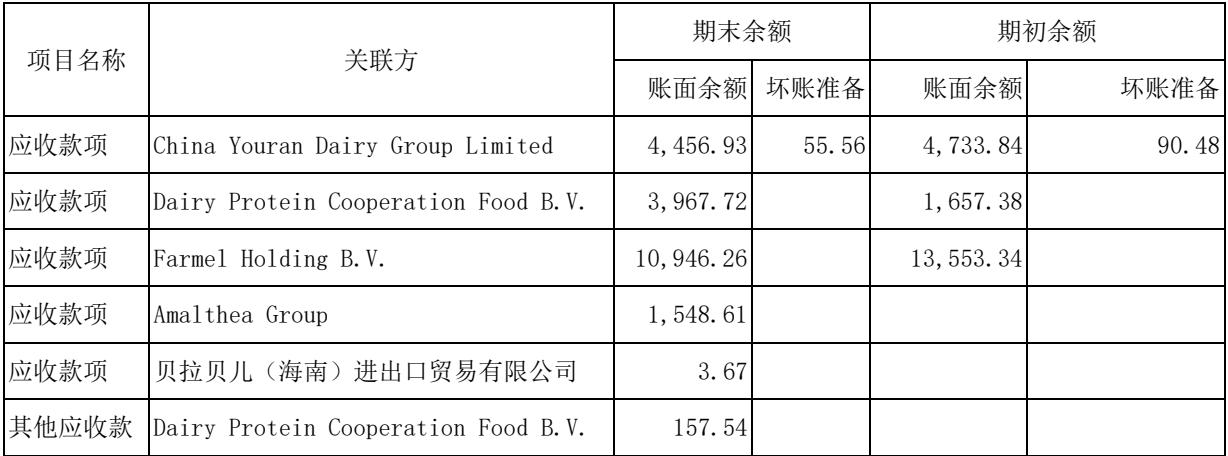 项目名称 关联方 期末余额 期初余额
账面余额 坏账准备 账面余额 坏账准备
应收款项 China Youran Dairy Group Limited 4,456.93 55.56 4,733.84 90.48
应收款项 Dairy Protein Cooperation Food B.V. 3,967.72 1,657.38
应收款项 Farmel Holding B.V. 10,946.26 13,553.34
应收款项 Amalthea Group 1,548.61
应收款项 贝拉贝儿（海南）进出口贸易有限公司 3.67
其他应收款 Dairy Protein Cooperation Food B.V. 157.54